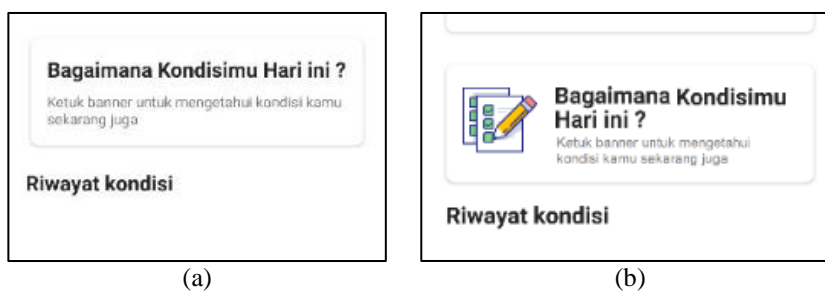 Bagaimana Kondisimu Hari ini ?
Ketuk banner untuk mengetahui kondisi kamu
sekarang juga
Riwayat kondisi
(a)
Bagaimana Kondisimu
Hari ini ?
Ketuk banner untuk mengetahui
kondisi kamu sekarang juga
Riwayat kondisi
(b)